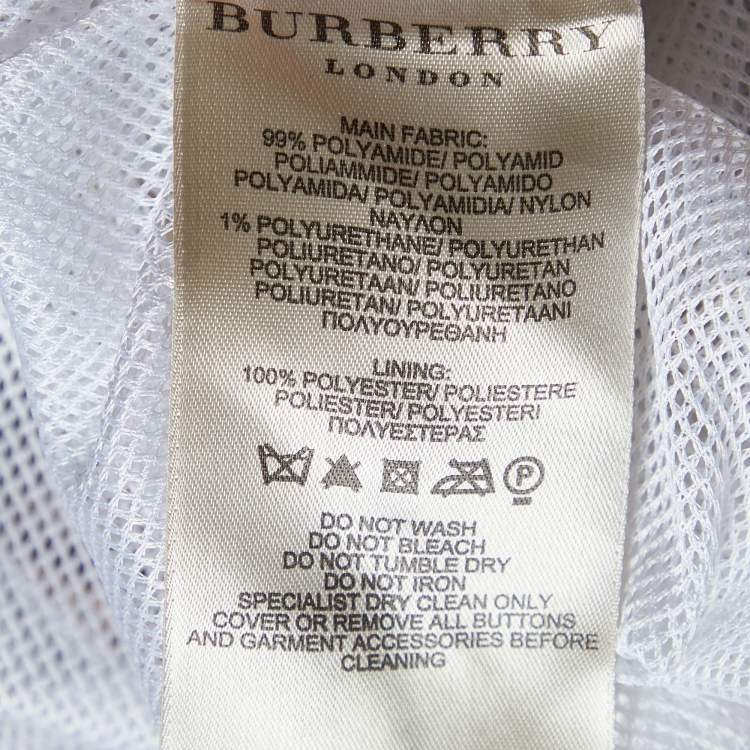 BURBERRY
LONDON
MAIN FABRIC:
99% POLYAMIDE/ POLYAMID
POLIAMMIDE/ POLYAMIDO
POLYAMIDA/ POLYAMIDIA/ NYLON
ΝΑΥΛΟΝ
1% POLYURETHANE/ POLYURETHAN
POLIURETANO/ POLYURETAN
POLYURETAAN/ POLIURETANO
POLIURETAN/ POLYURETAANI
ΠΟΛΥΟΥΡΕΘΑΝΗ
LINING:
100% POLYESTER/ POLIESTERE
POLIESTER/ POLYESTERI
ΠΟΛΥΕΣΤΕΡΑΣ
P
DO NOT WASH
DO NOT BLEACH
DO NOT TUMBLE DRY
DO NOT IRON
SPECIALIST DRY CLEAN ONLY
COVER OR REMOVE ALL BUTTONS
AND GARMENT ACCESSORIES BEFORE
CLEANING